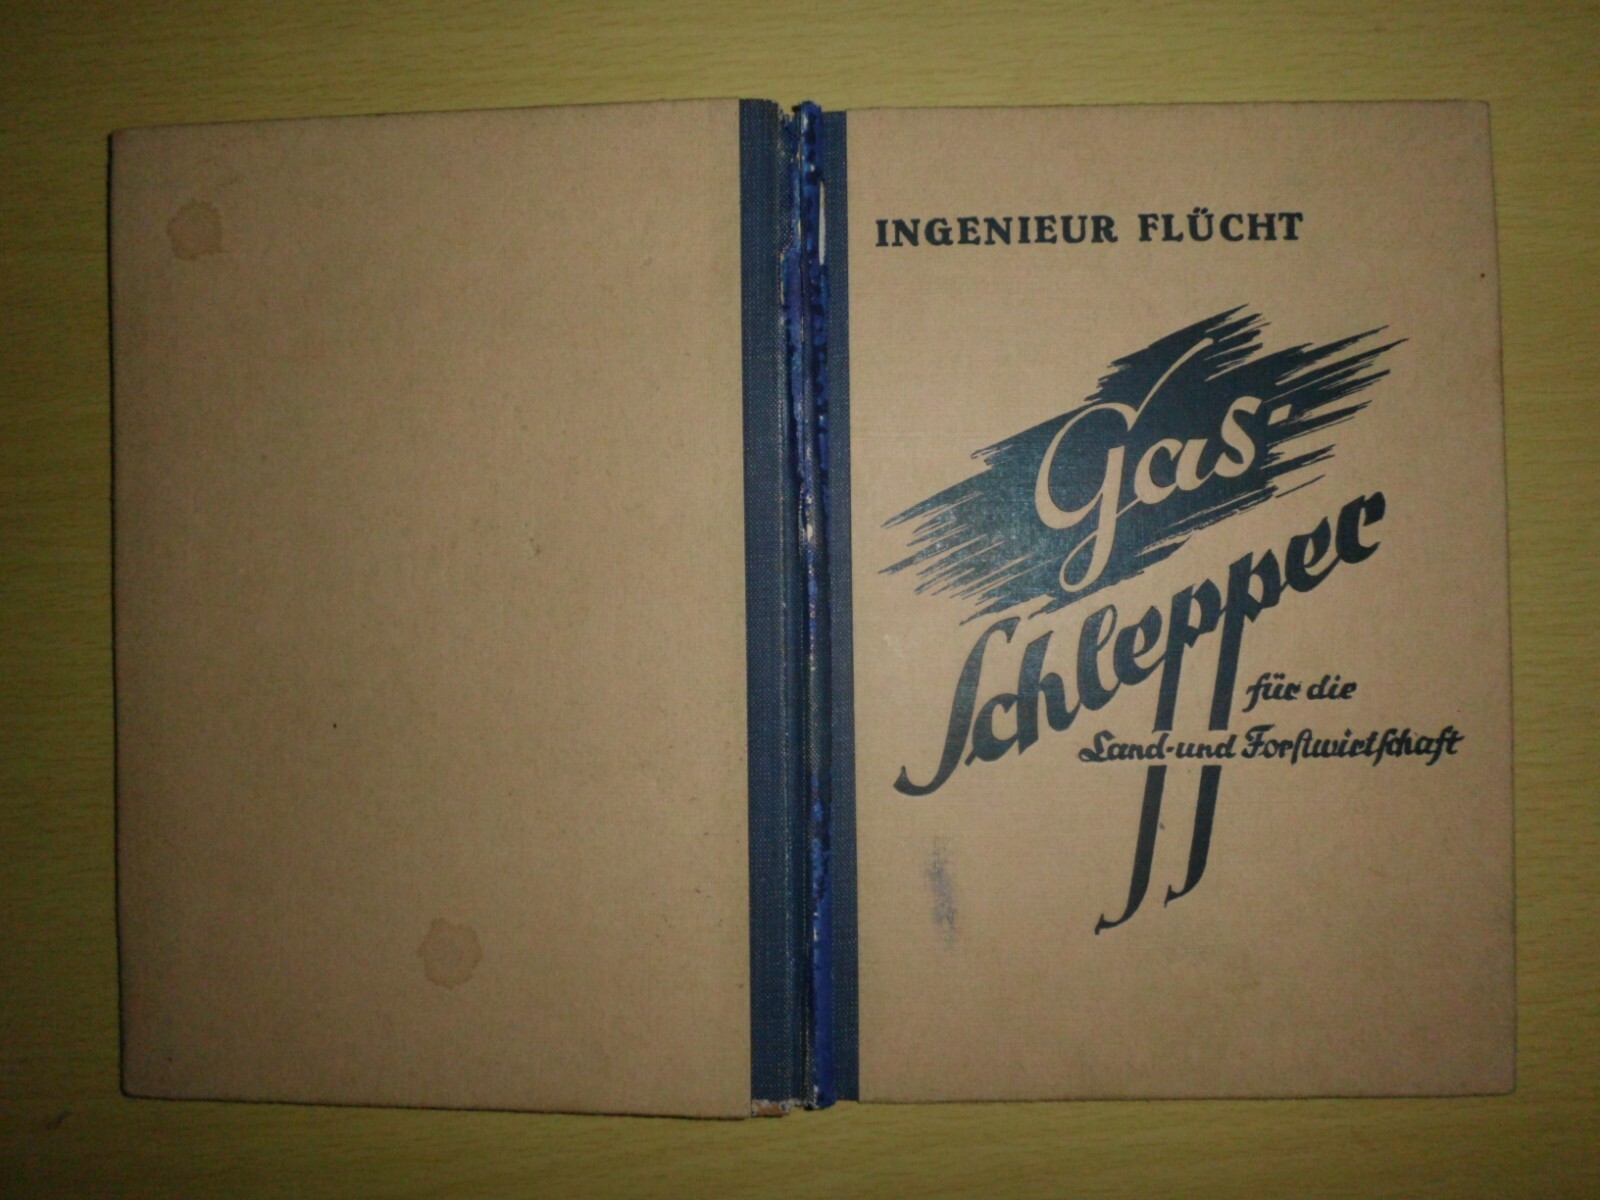 INGENIEUR FLÜCHT
Gas-
Schlepper
für die
Land- und Forstwirtschaft